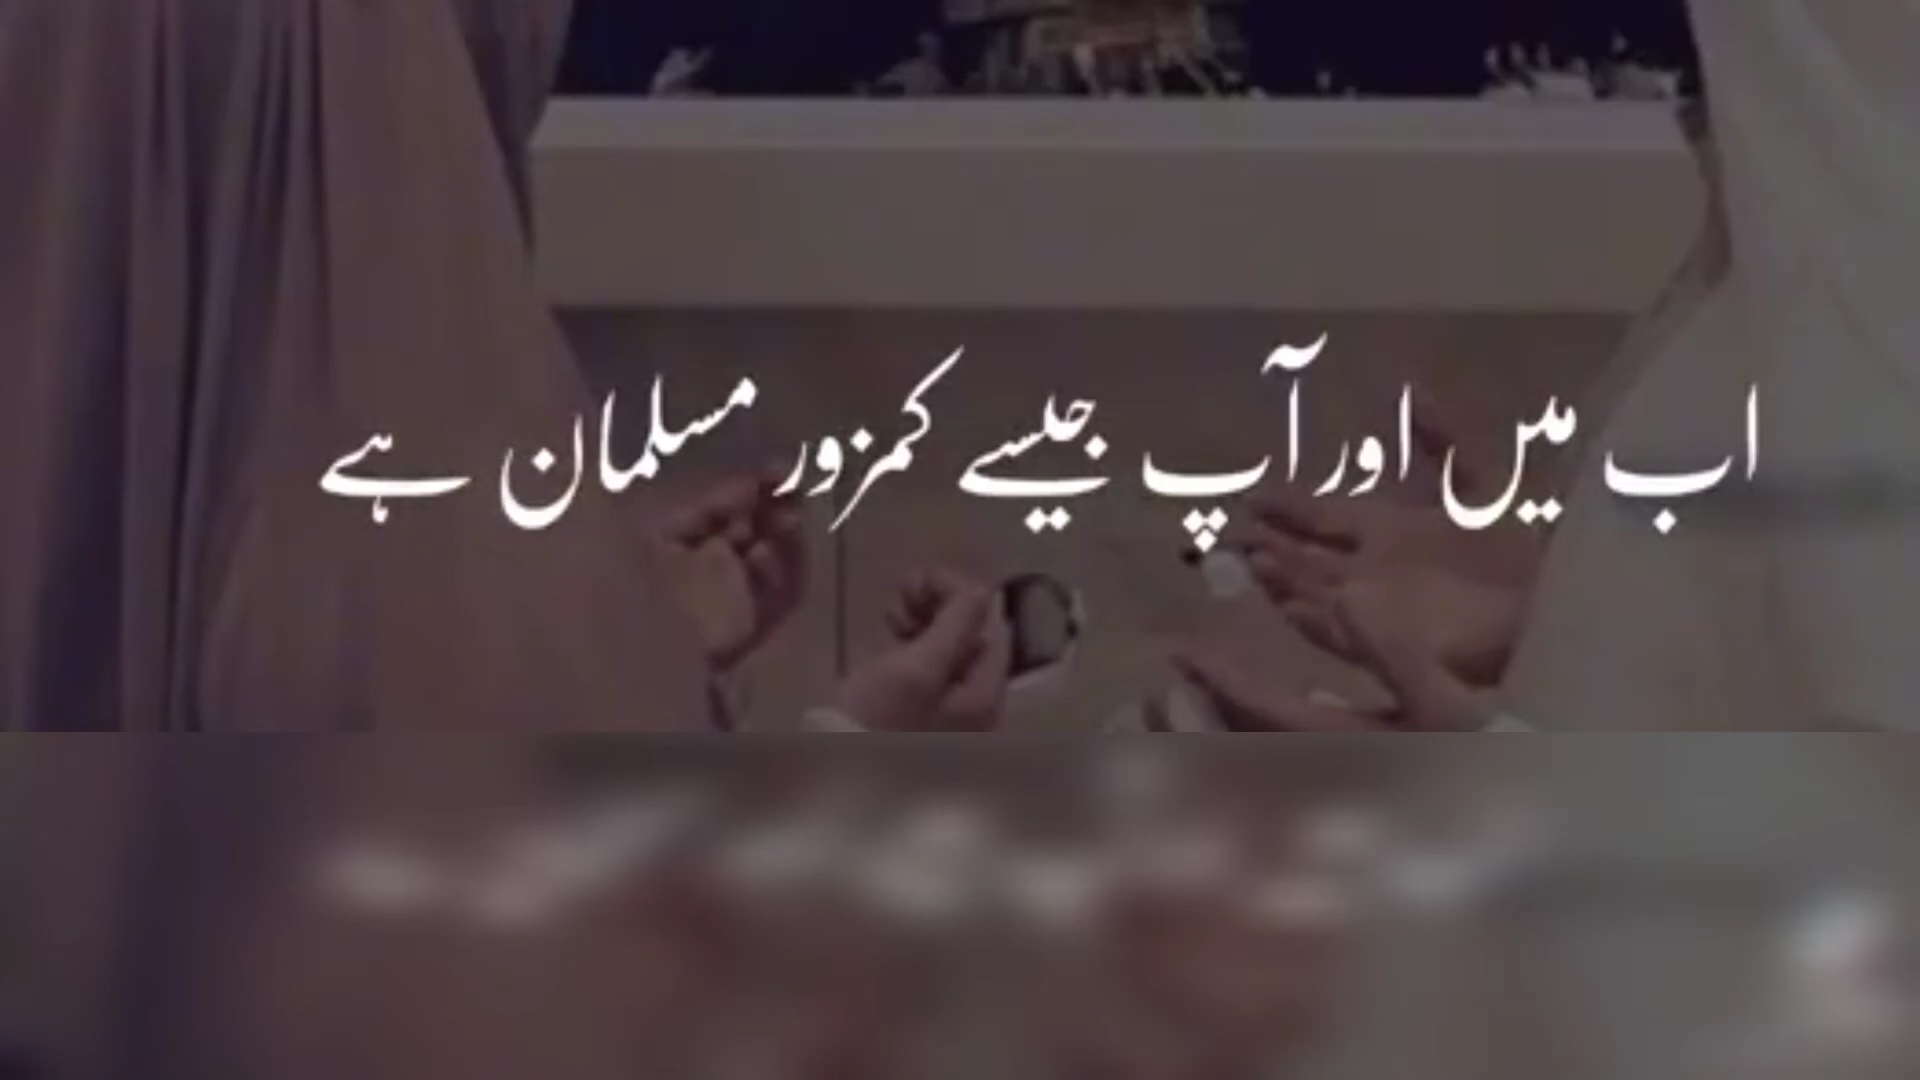 اب میں اور آپ جیسے کمزور مسلمان ہے